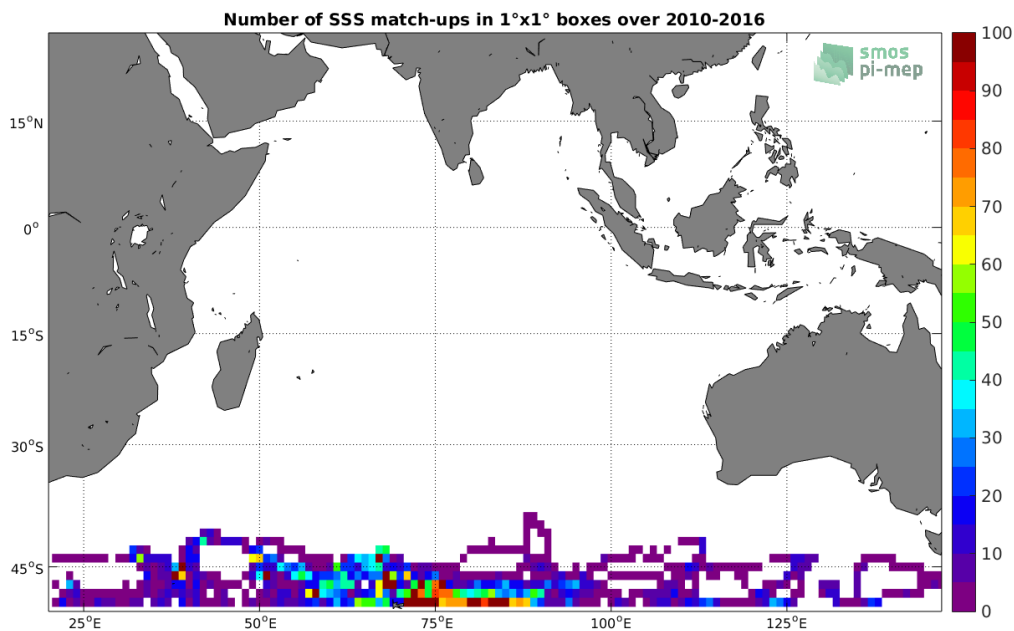 Number of SSS match-ups in 1°x1° boxes over 2010-2016
smos
pi-mep
100
90
80
70
60
50
40
30
20
10
0
15°N
0°
15°S
30°S
45°S
25°E
50°E
75°E
100°E
125°E